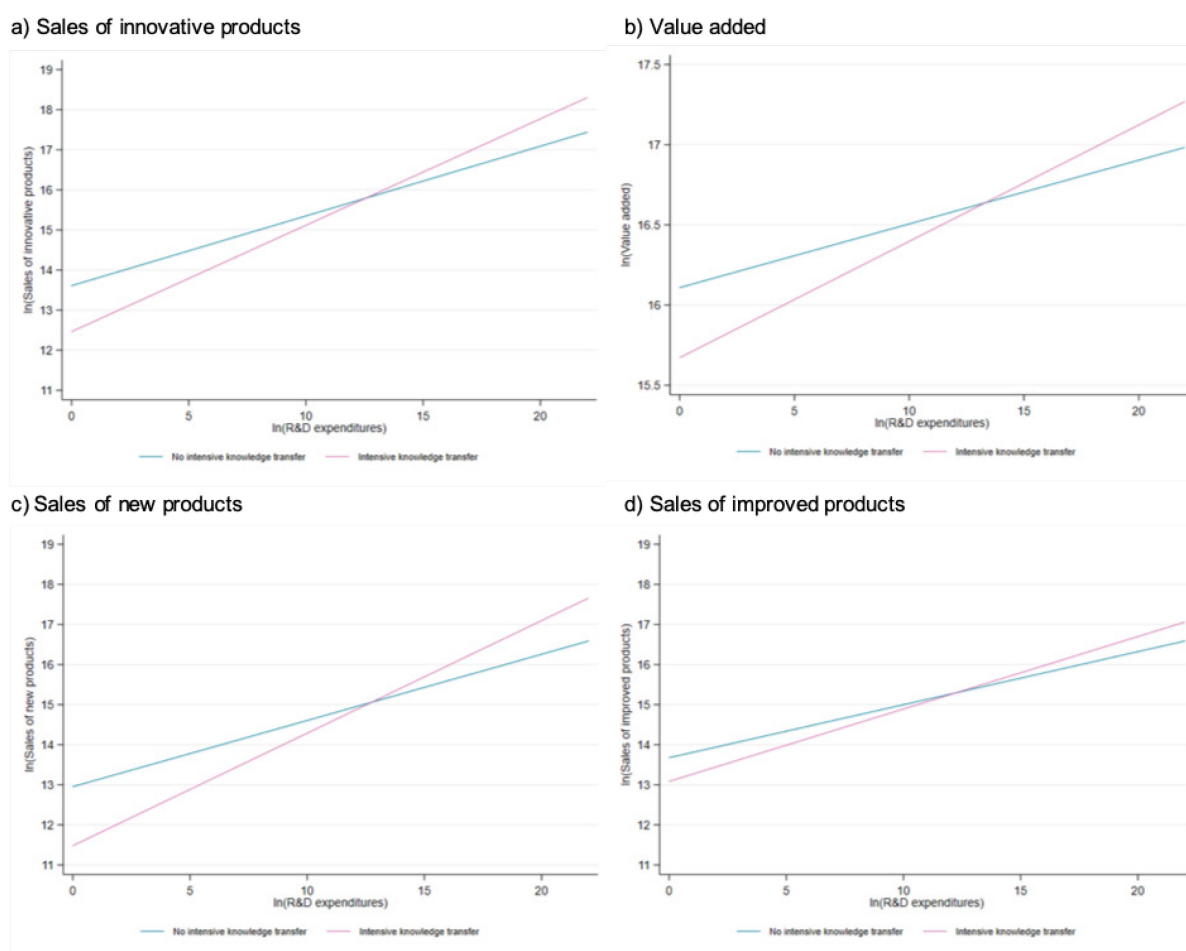 a) Sales of innovative products
19
18
17
16
15
14
13
12
11
ln(Sales of innovative products)
0 5 10 15 20
ln(R&D expenditures)
No intensive knowledge transfer Intensive knowledge transfer
b) Value added
17.5
17
16.5
16
15.5
ln(Value added)
0 5 10 15 20
ln(R&D expenditures)
No intensive knowledge transfer Intensive knowledge transfer
c) Sales of new products
19
18
17
16
15
14
13
12
11
ln(Sales of new products)
0 5 10 15 20
ln(R&D expenditures)
No intensive knowledge transfer Intensive knowledge transfer
d) Sales of improved products
19
18
17
16
15
14
13
12
11
ln(Sales of improved products)
0 5 10 15 20
ln(R&D expenditures)
No intensive knowledge transfer Intensive knowledge transfer